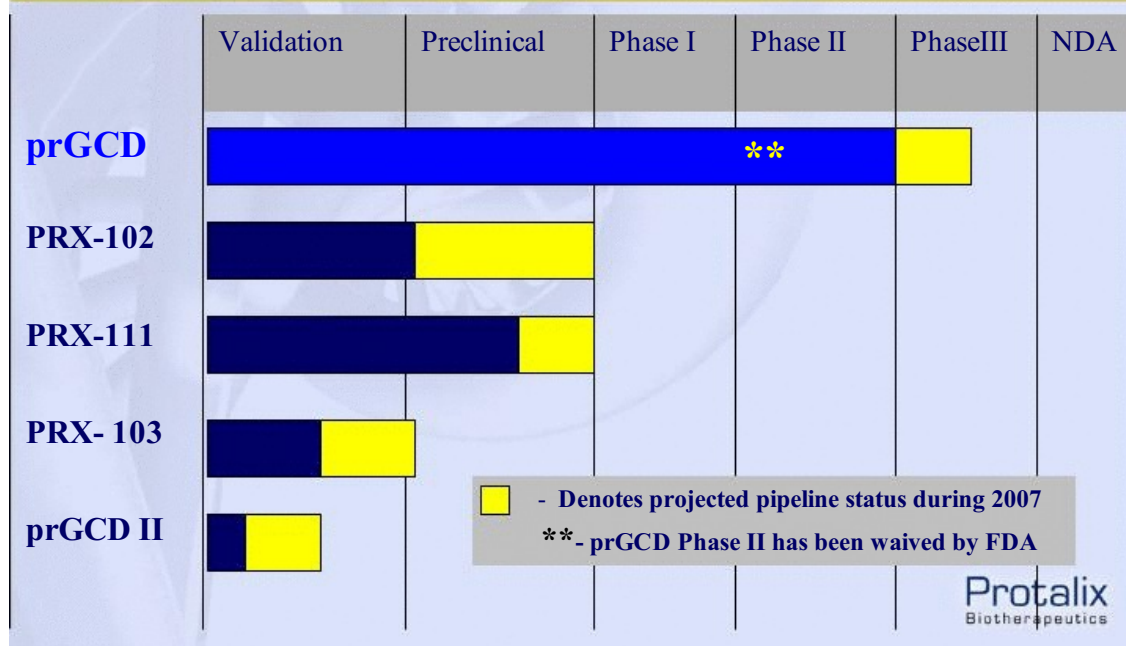 Validation Preclinical Phase I Phase II PhaseIII NDA
prGCD **
PRX-102
PRX-111
PRX- 103
- Denotes projected pipeline status during 2007
prGCD II
**- prGCD Phase II has been waived by FDA
Protalix
Biotherapeutics